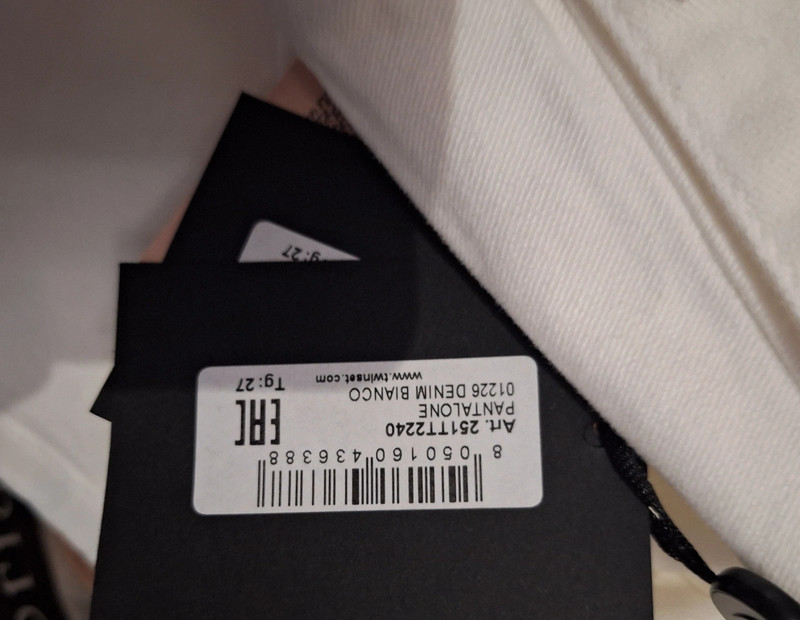 8 050160 436388
Art. 251TT2240
PANTALONE
01226 DENIM BIANCO
EAC
www.twinset.com
Tg: 27
Tg: 27